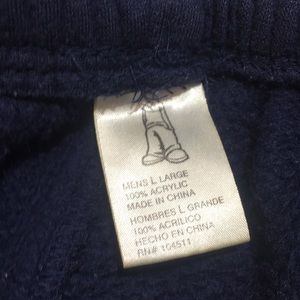 MENS L LARGE
100% ACRYLIC
MADE IN CHINA
HOMBRES L GRANDE
100% ACRILICO
HECHO EN CHINA
RN# 104511